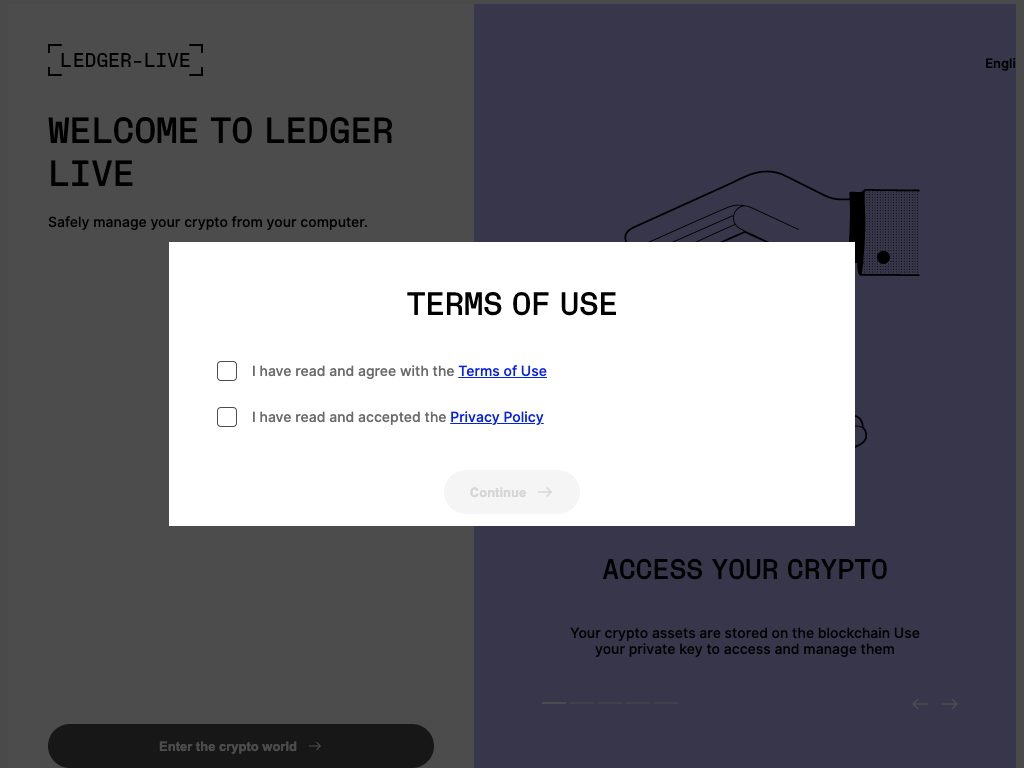 LEDGER-LIVE
Engli
WELCOME TO LEDGER
LIVE
Safely manage your crypto from your computer.
TERMS OF USE
I have read and agree with the Terms of Use
I have read and accepted the Privacy Policy
Continue
ACCESS YOUR CRYPTO
Your crypto assets are stored on the blockchain Use
your private key to access and manage them
Enter the crypto world